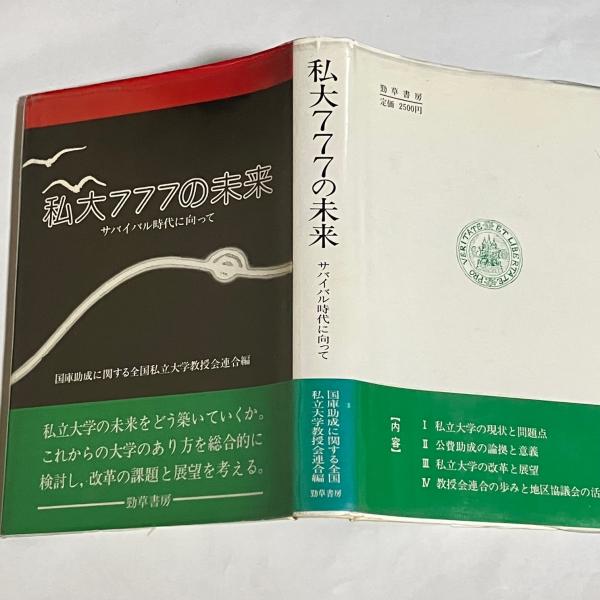 私大777の未来
サバイバル時代に向って
国庫助成に関する全国私立大学教授会連合編
私立大学の未来をどう築いていくか。
これからの大学のあり方を総合的に
検討し，改革の課題と展望を考える。
勁草書房
私大777の未来
サバイバル時代に向って
国庫助成に関する全国
私立大学教授会連合編
勁草書房
勁草書房
定価 2500円
VERITATE ET LIBERTATE PRO
【内容】
Ⅰ 私立大学の現状と問題点
Ⅱ 公費助成の論拠と意義
Ⅲ 私立大学の改革と展望
Ⅳ 教授会連合の歩みと地区協議会の活